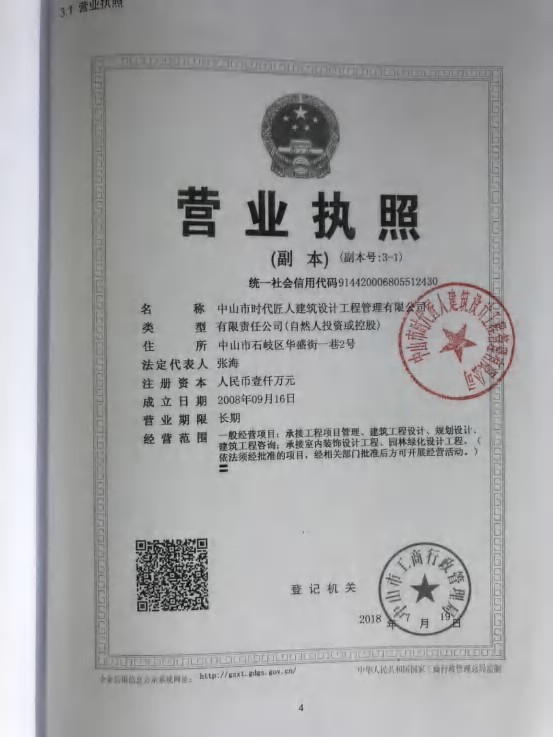 3.1 营业执照
营业执照
(副 本) (副本号:3-1)
统一社会信用代码914420006805512430
名 称 中山市时代匠人建筑设计工程管理有限公司
类 型 有限责任公司(自然人投资或控股)
住 所 中山市石岐区华盛街一巷2号
法定代表人 张海
注册资本 人民币壹仟万元
成立日期 2008年09月16日
营业期限 长期
经营范围 一般经营项目：承接工程项目管理、建筑工程设计、规划设计、
建筑工程咨询；承接室内装饰设计工程、园林绿化设计工程。（
依法须经批准的项目，经相关部门批准后方可开展经营活动。）
中山市时代匠人建筑设计工程管理有限公司
登记机关
中山市工商行政管理局
2018 年 7 月 19日
企业信用信息公示系统网址： http://gsxt.gdgs.gov.cn/
中华人民共和国国家工商行政管理总局监制
4